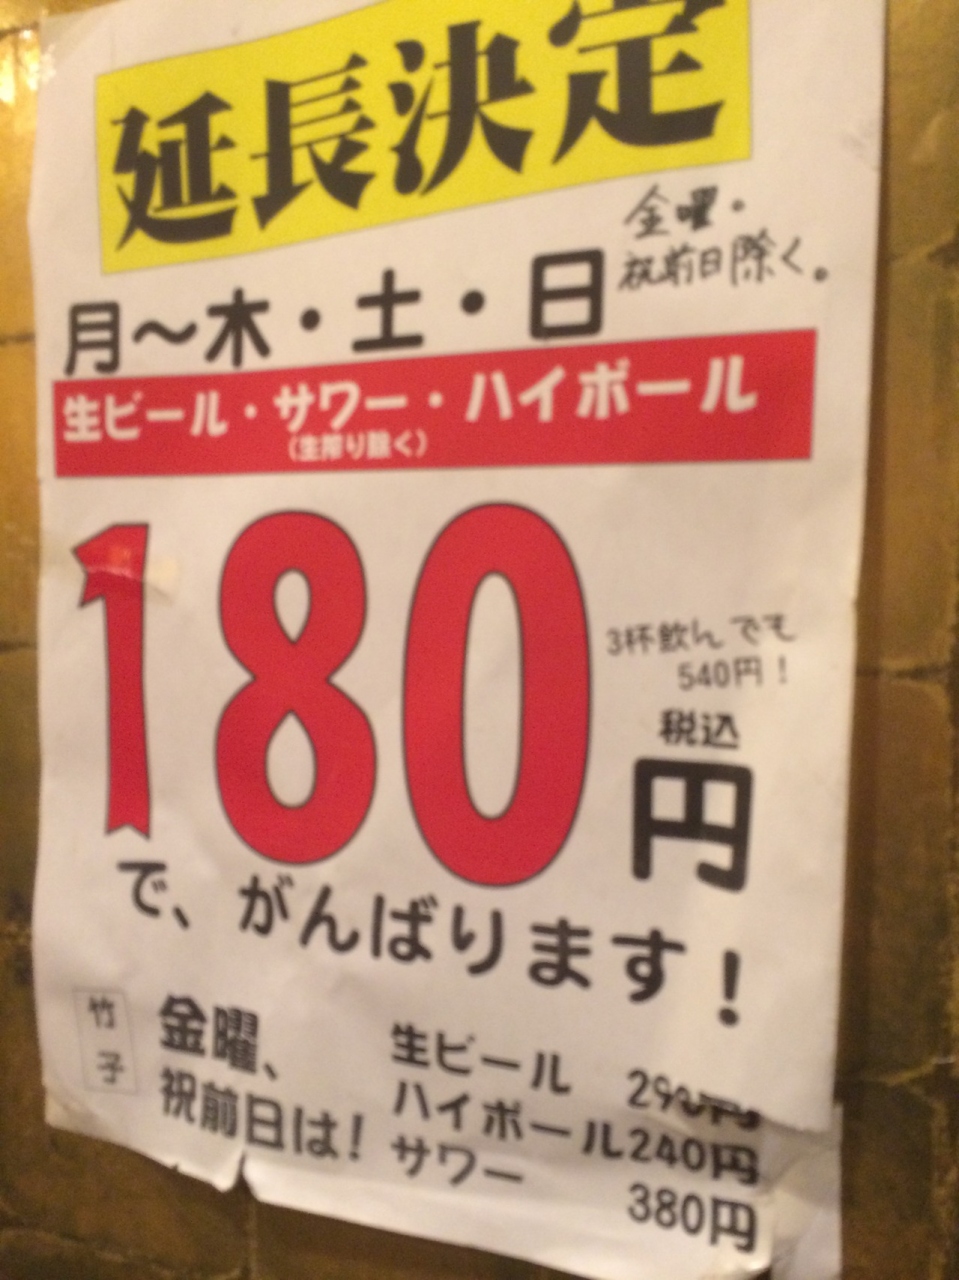 延長決定
金曜・
祝前日除く。
月〜木・土・日
生ビール・サワー・ハイボール
(生搾り除く)
180
3杯飲んでも
540円!
税込
円
で、がんばります!
竹子
金曜、
祝前日は!
生ビール 290円
ハイボール240円
サワー 380円